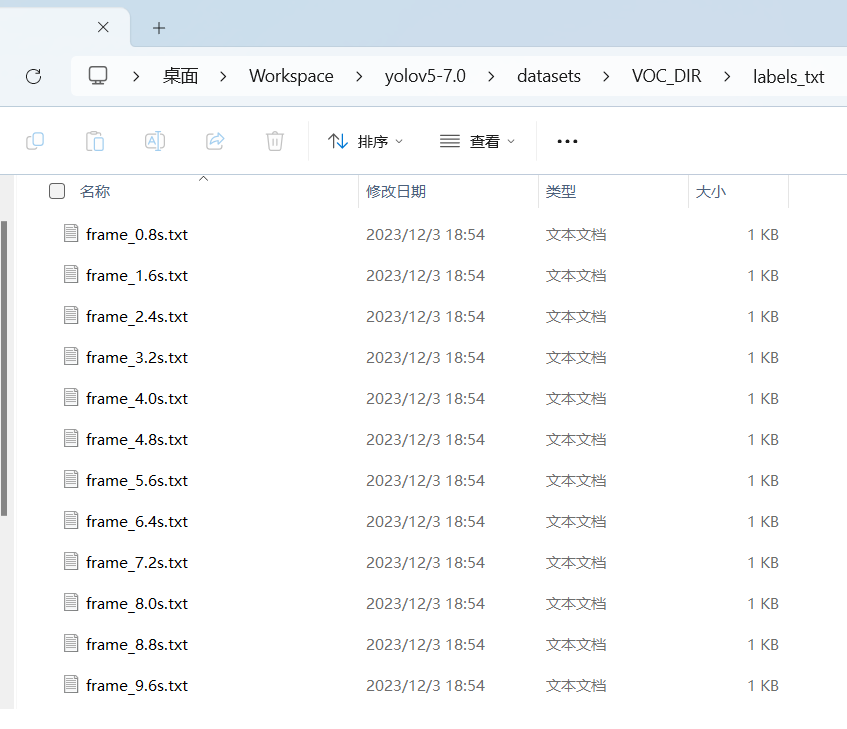 桌面 Workspace yolov5-7.0 datasets VOC_DIR labels_txt
排序 查看
名称 修改日期 类型 大小
frame_0.8s.txt 2023/12/3 18:54 文本文档 1 KB
frame_1.6s.txt 2023/12/3 18:54 文本文档 1 KB
frame_2.4s.txt 2023/12/3 18:54 文本文档 1 KB
frame_3.2s.txt 2023/12/3 18:54 文本文档 1 KB
frame_4.0s.txt 2023/12/3 18:54 文本文档 1 KB
frame_4.8s.txt 2023/12/3 18:54 文本文档 1 KB
frame_5.6s.txt 2023/12/3 18:54 文本文档 1 KB
frame_6.4s.txt 2023/12/3 18:54 文本文档 1 KB
frame_7.2s.txt 2023/12/3 18:54 文本文档 1 KB
frame_8.0s.txt 2023/12/3 18:54 文本文档 1 KB
frame_8.8s.txt 2023/12/3 18:54 文本文档 1 KB
frame_9.6s.txt 2023/12/3 18:54 文本文档 1 KB